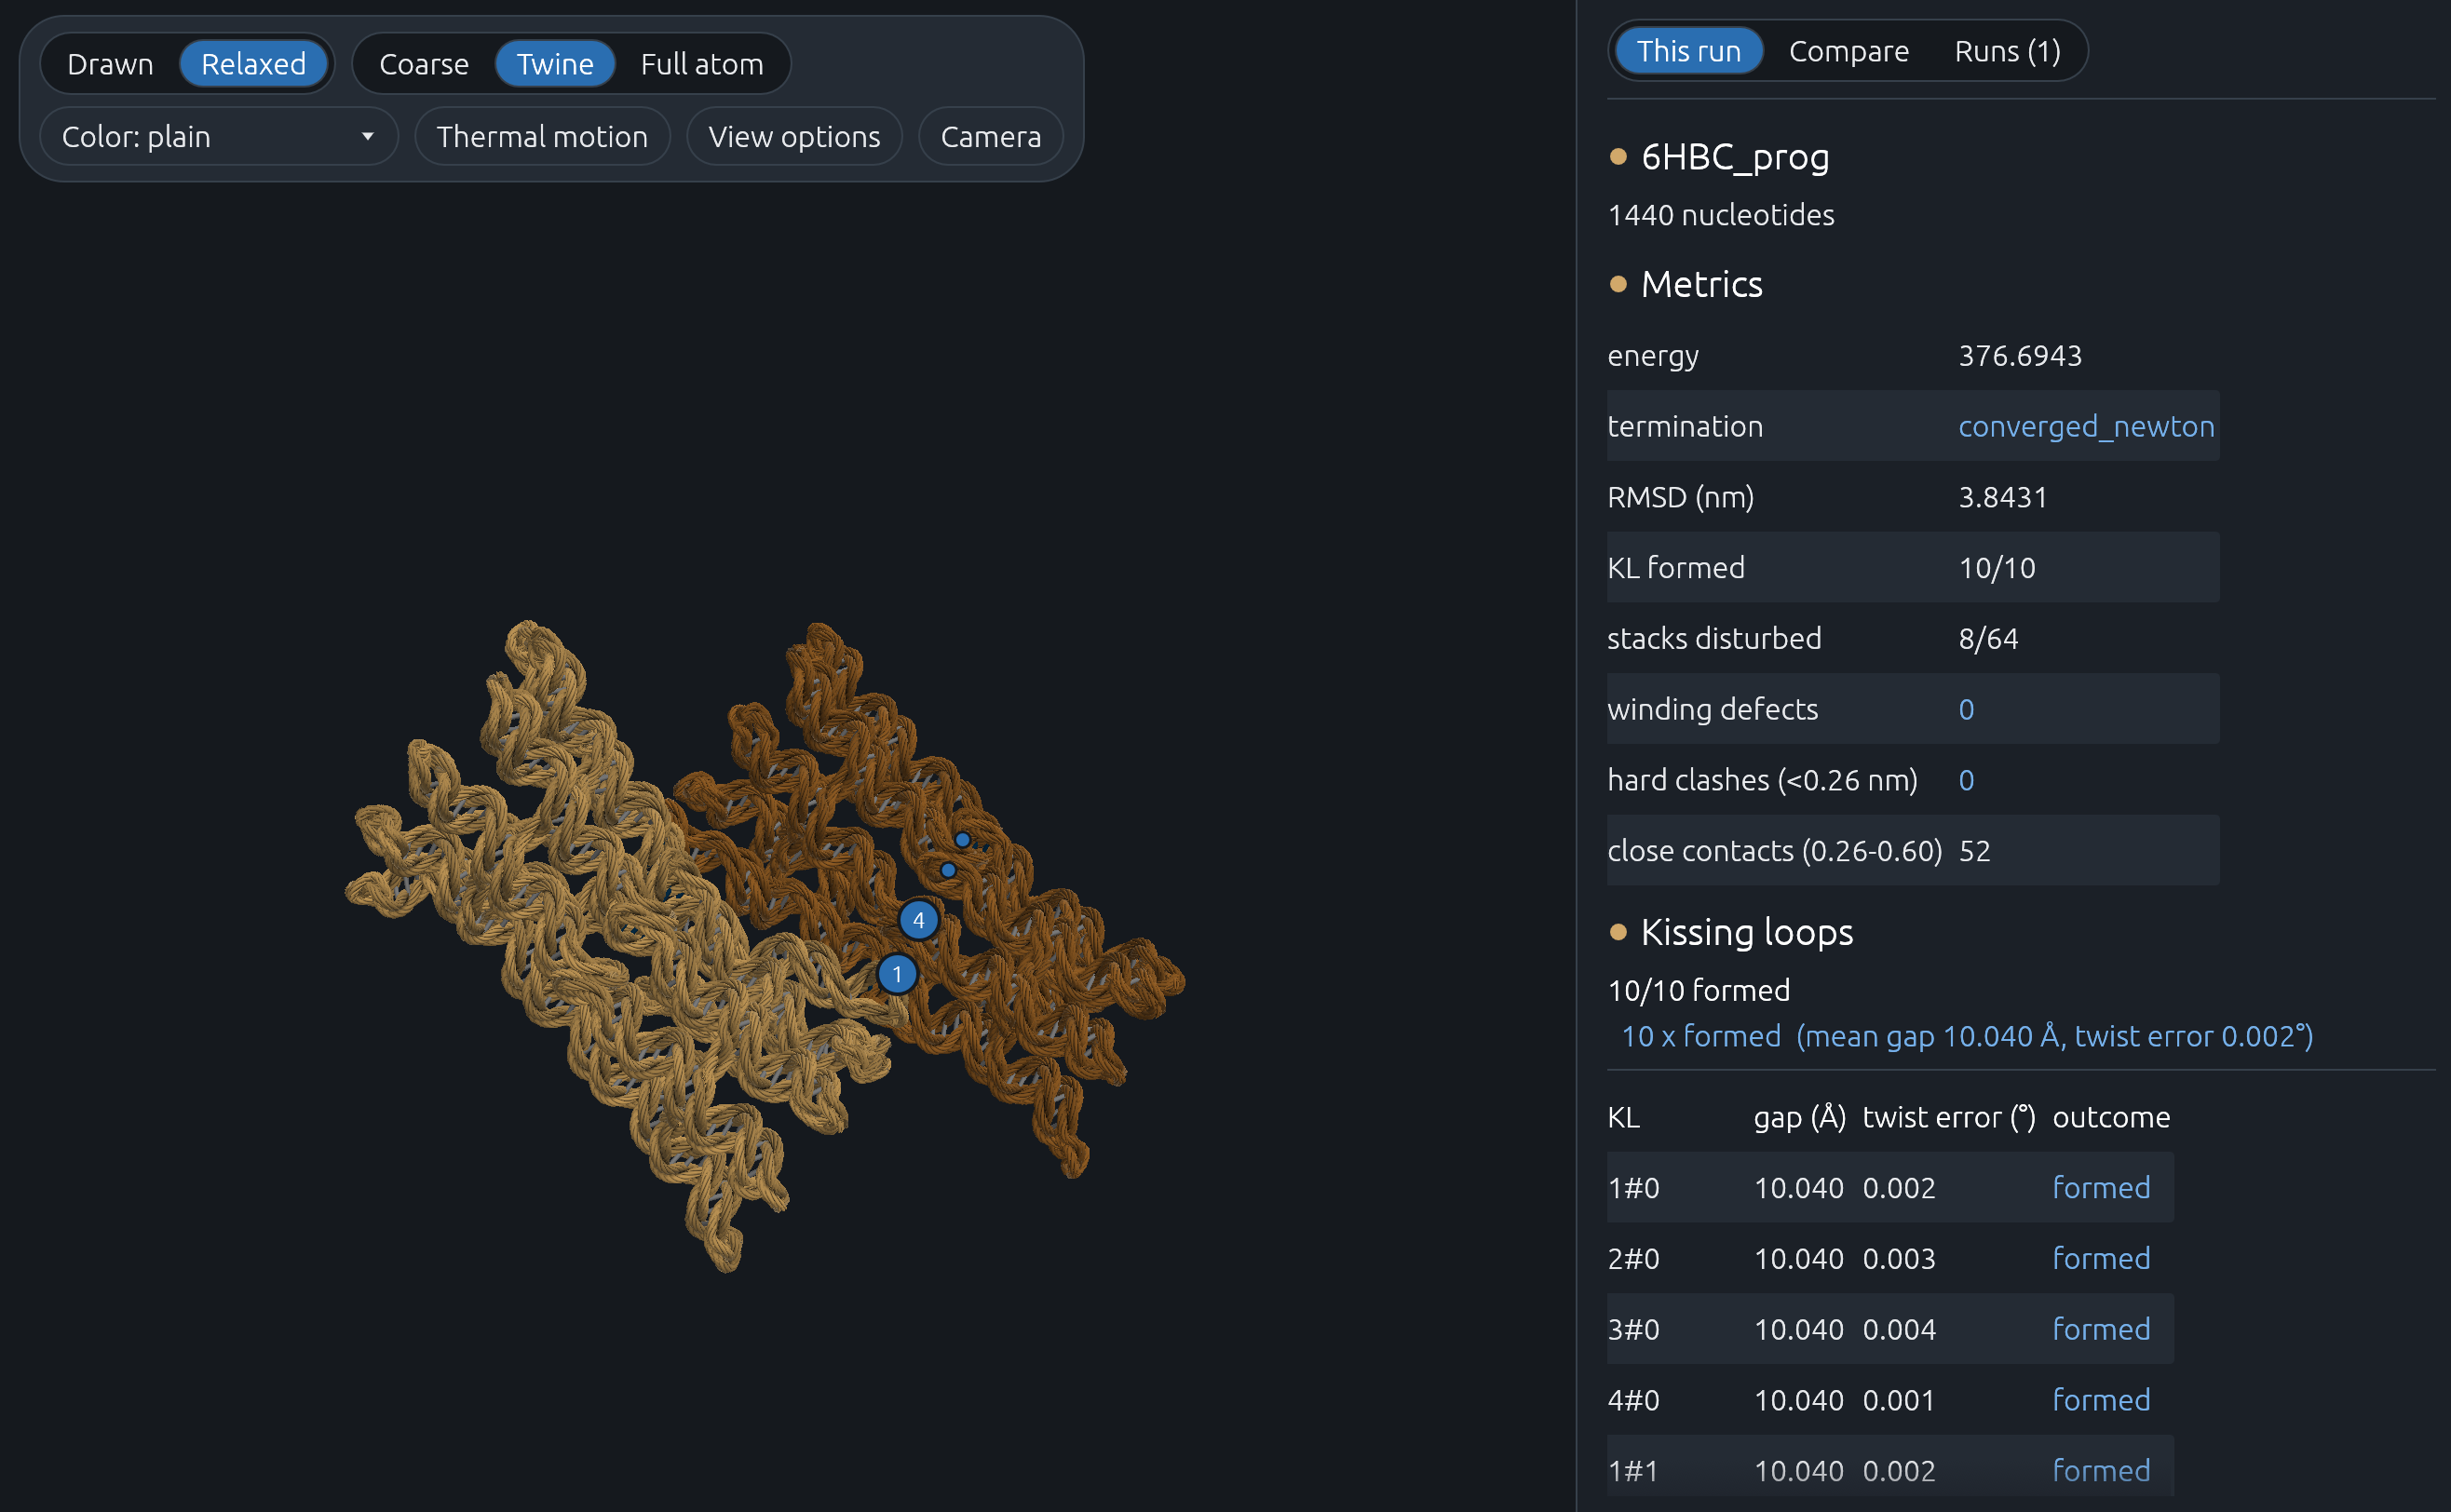 Drawn Relaxed Coarse Twine Full atom
Color: plain Thermal motion View options Camera
4
1
This run Compare Runs (1)
6HBC_prog
1440 nucleotides
Metrics
energy 376.6943
termination converged_newton
RMSD (nm) 3.8431
KL formed 10/10
stacks disturbed 8/64
winding defects 0
hard clashes (<0.26 nm) 0
close contacts (0.26-0.60) 52
Kissing loops
10/10 formed
10 x formed (mean gap 10.040 Å, twist error 0.002°)
KL gap (Å) twist error (°) outcome
1#0 10.040 0.002 formed
2#0 10.040 0.003 formed
3#0 10.040 0.004 formed
4#0 10.040 0.001 formed
1#1 10.040 0.002 formed